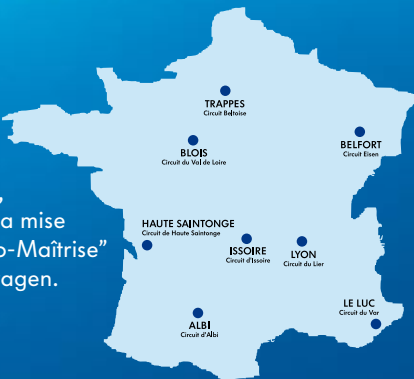 TRAPPES
Circuit Beltoise
BLOIS
Circuit du Val de Loire
BELFORT
Circuit Eisen
a mise
HAUTE SAINTONGE
Circuit de Haute Saintonge
o-Maîtrise”
ISSOIRE
Circuit d'Issoire
LYON
Circuit du Lier
agen.
LE LUC
Circuit du Var
ALBI
Circuit d'Albi